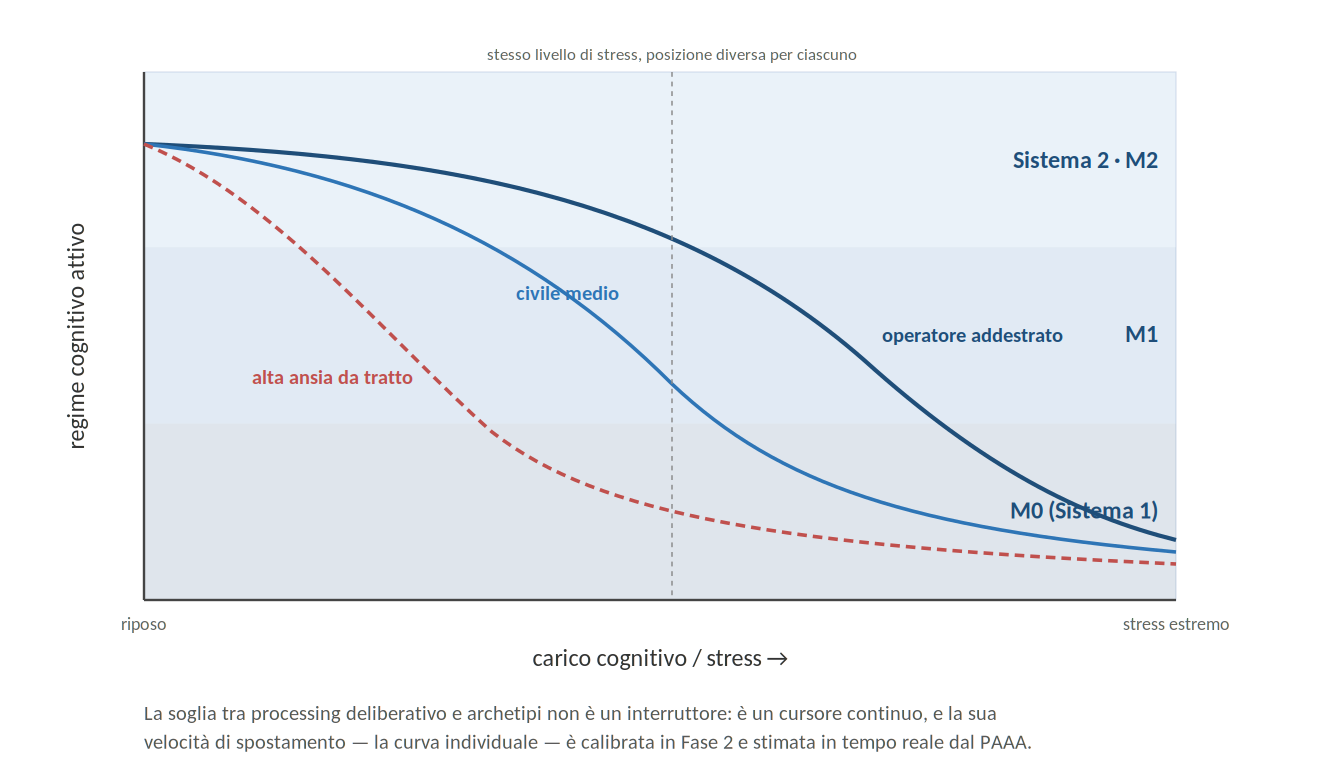 stesso livello di stress, posizione diversa per ciascuno
Sistema 2 · M2
regime cognitivo attivo
civile medio
operatore addestrato
M1
alta ansia da tratto
M0 (Sistema 1)
riposo
stress estremo
carico cognitivo / stress →
La soglia tra processing deliberativo e archetipi non è un interruttore: è un cursore continuo, e la sua
velocità di spostamento — la curva individuale — è calibrata in Fase 2 e stimata in tempo reale dal PAAA.